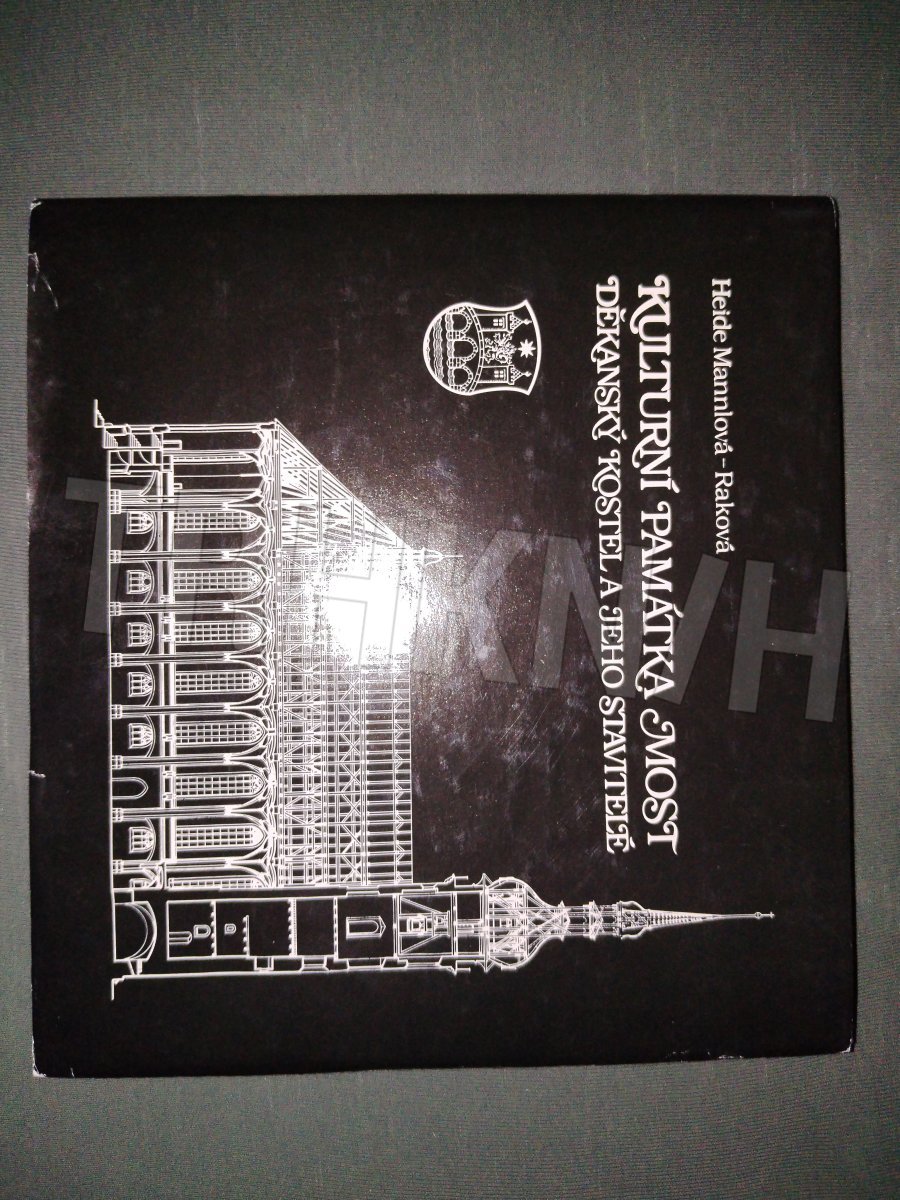 Heide Mannlová – Raková
KULTURNÍ PAMÁTKA MOST
DĚKANSKÝ KOSTEL A JEHO STAVITELÉ